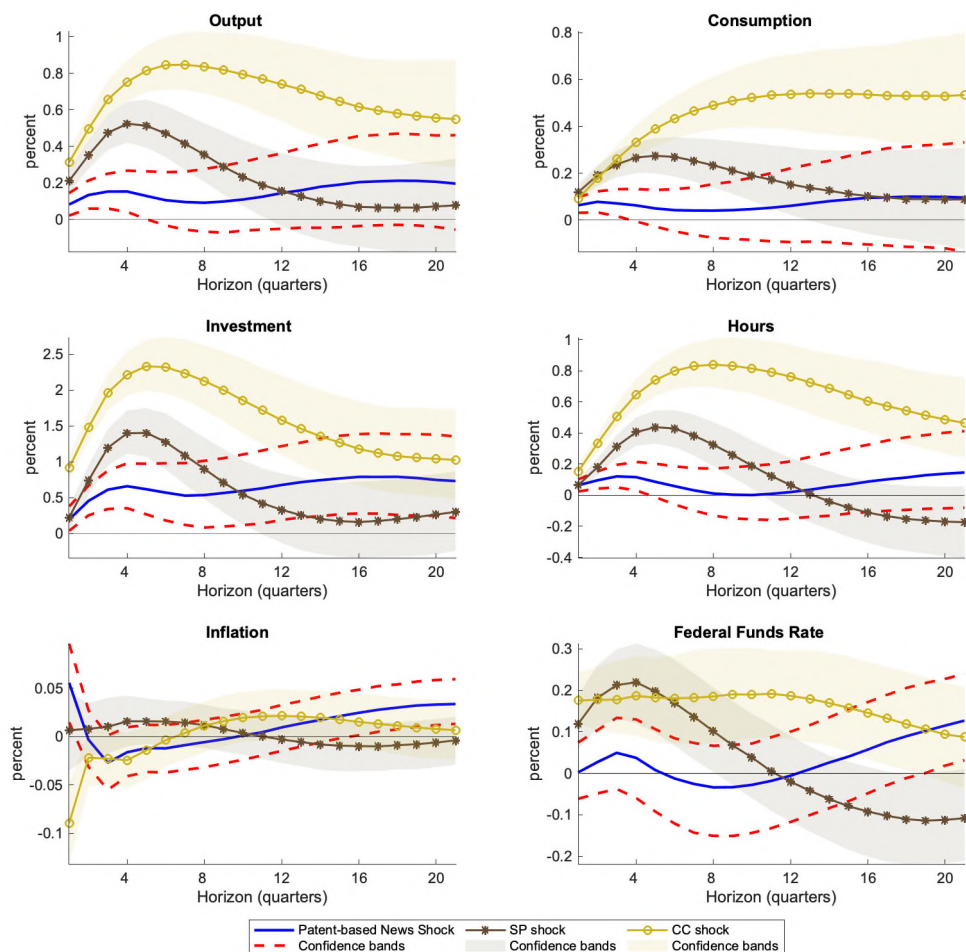 Output
Consumption
percent
1
0.8
0.6
0.4
0.2
0
4 8 12 16 20
Horizon (quarters)
percent
0.8
0.6
0.4
0.2
0
4 8 12 16 20
Horizon (quarters)
Investment
Hours
percent
2.5
2
1.5
1
0.5
0
4 8 12 16 20
percent
1
0.8
0.6
0.4
0.2
0
-0.2
-0.4
4 8 12 16 20
Inflation
Federal Funds Rate
percent
0.05
0
-0.05
-0.1
4 8 12 16 20
Horizon (quarters)
percent
0.3
0.2
0.1
0
-0.1
-0.2
4 8 12 16 20
Horizon (quarters)
Patent-based News Shock SP shock CC shock
Confidence bands Confidence bands Confidence bands